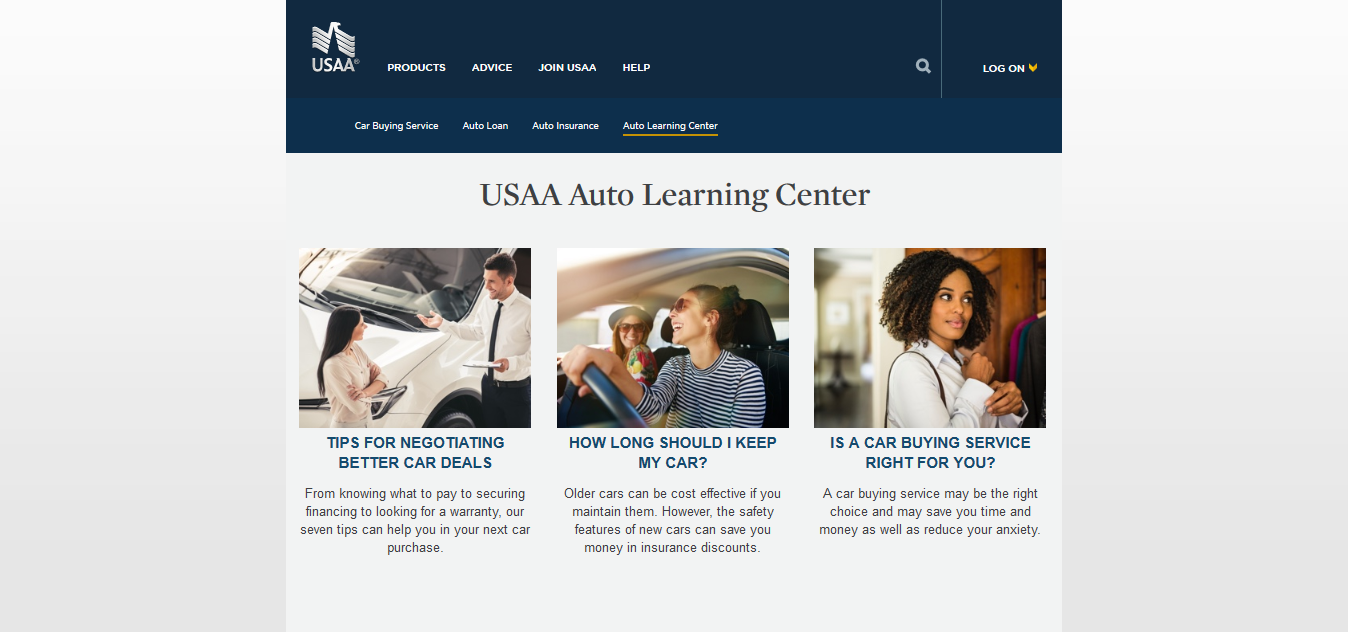 USAA®
PRODUCTS ADVICE JOIN USAA HELP
LOG ON
Car Buying Service Auto Loan Auto Insurance Auto Learning Center
USAA Auto Learning Center
TIPS FOR NEGOTIATING
BETTER CAR DEALS
From knowing what to pay to securing
financing to looking for a warranty, our
seven tips can help you in your next car
purchase.
HOW LONG SHOULD I KEEP
MY CAR?
Older cars can be cost effective if you
maintain them. However, the safety
features of new cars can save you
money in insurance discounts.
IS A CAR BUYING SERVICE
RIGHT FOR YOU?
A car buying service may be the right
choice and may save you time and
money as well as reduce your anxiety.